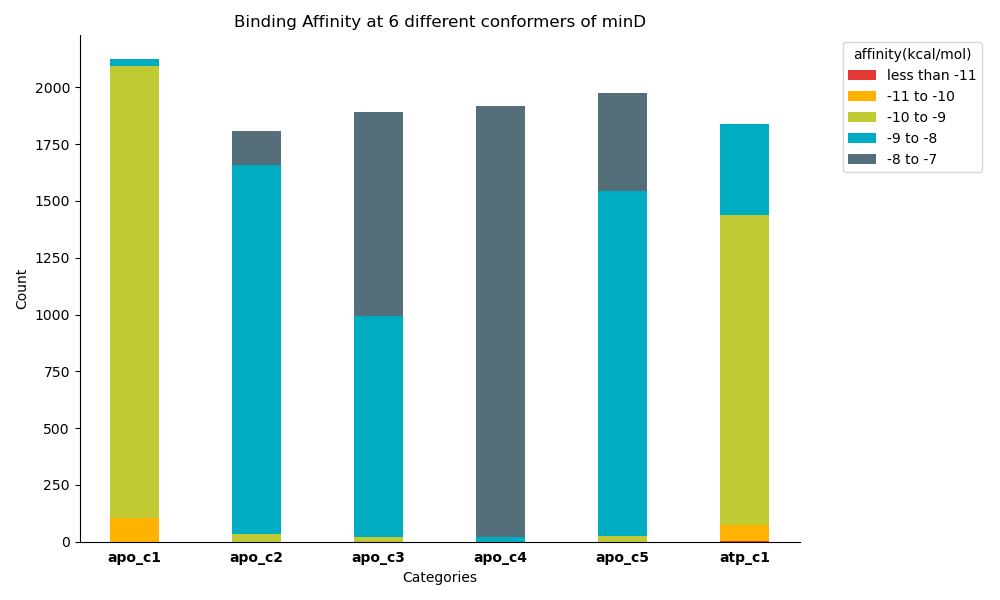 Binding Affinity at 6 different conformers of minD
affinity(kcal/mol)
less than -11
-11 to -10
-10 to -9
-9 to -8
-8 to -7
Count
2000
1750
1500
1250
1000
750
500
250
0
apo_c1 apo_c2 apo_c3 apo_c4 apo_c5 atp_c1
Categories